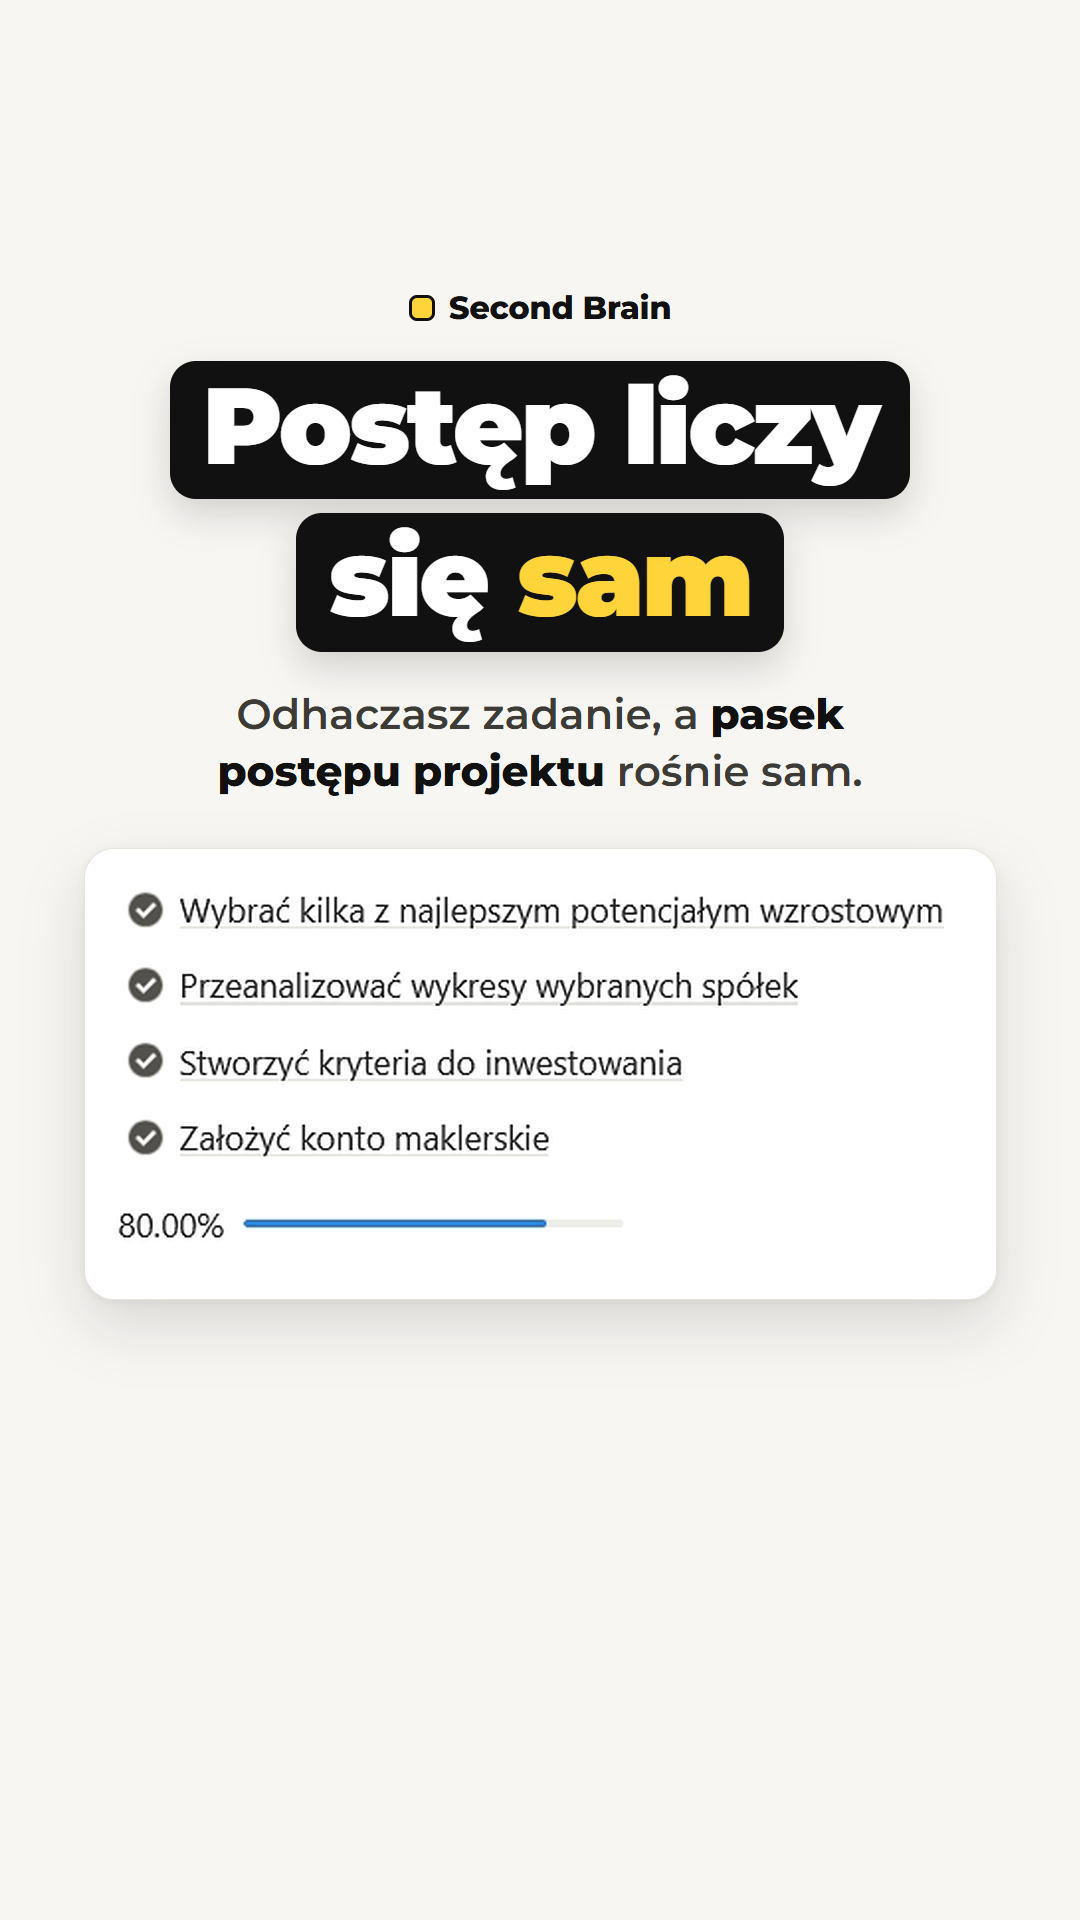 Second Brain
Postęp liczy
się sam
Odhaczasz zadanie, a pasek
postępu projektu rośnie sam.
Wybrać kilka z najlepszym potencjałym wzrostowym
Przeanalizować wykresy wybranych spółek
Stworzyć kryteria do inwestowania
Założyć konto maklerskie
80.00%